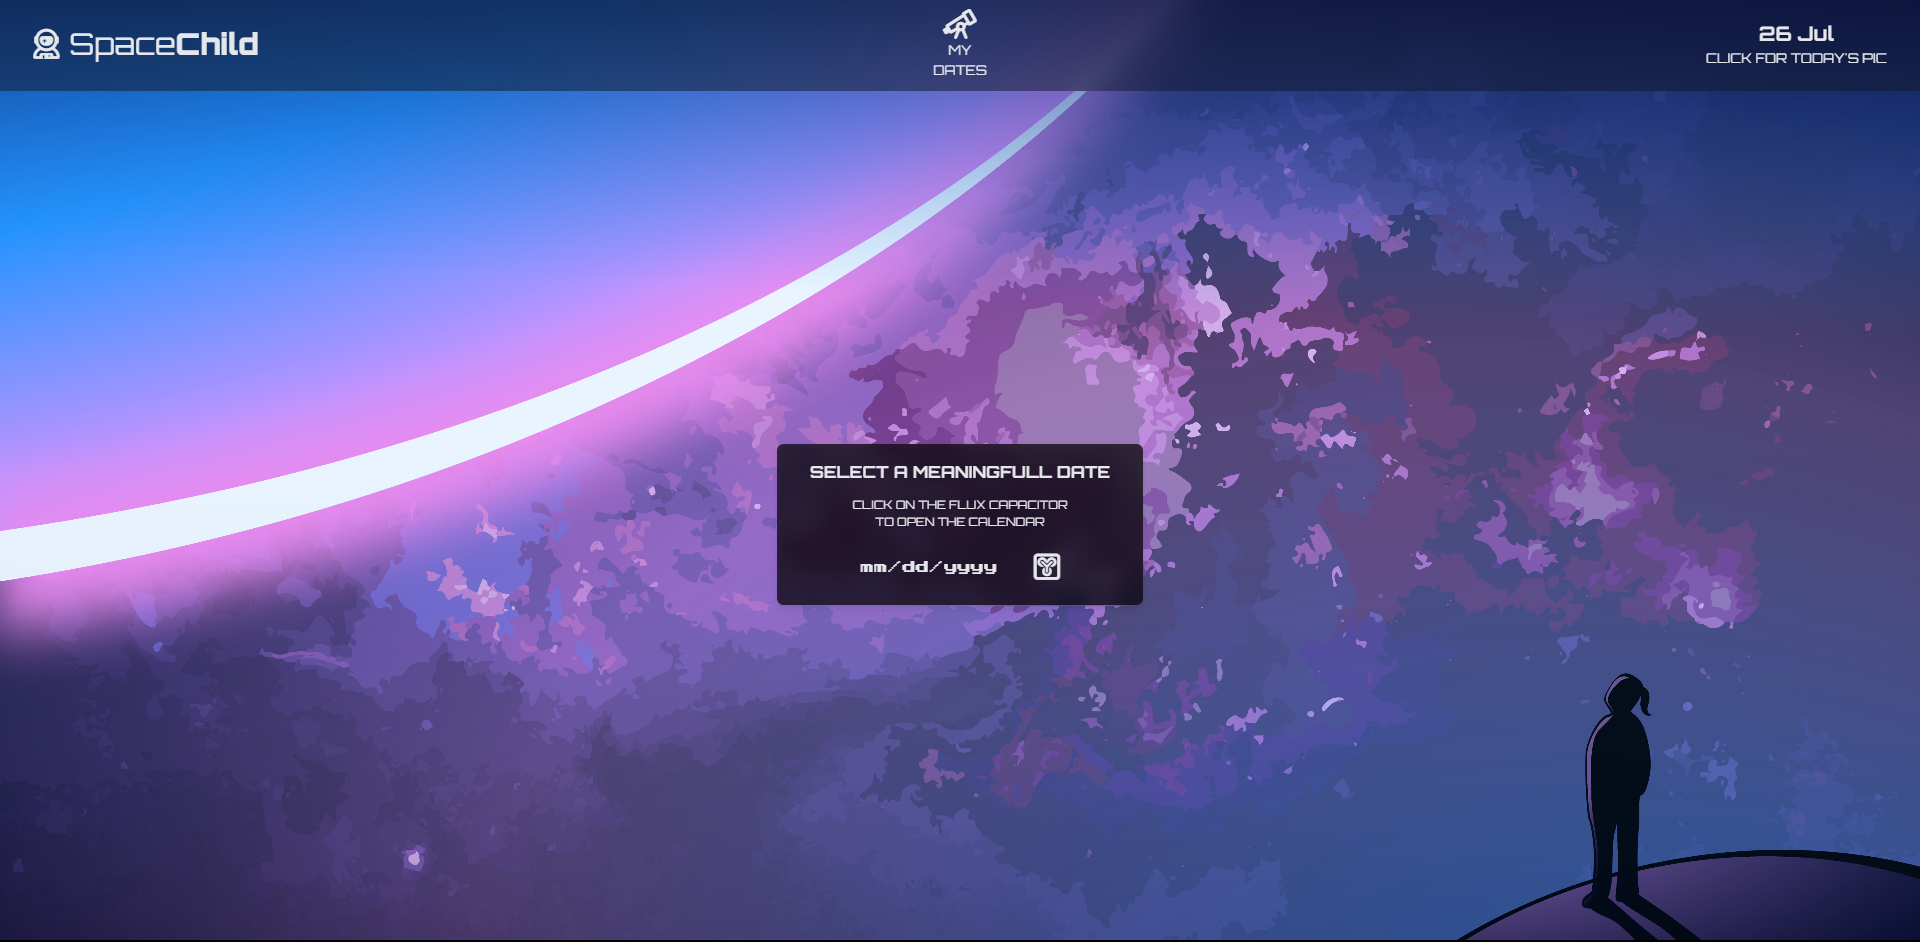 SpaceChild
MY
DATES
26 Jul
CLICK FOR TODAY'S PIC
SELECT A MEANINGFULL DATE
CLICK ON THE FLUX CAPACITOR
TO OPEN THE CALENDAR
mm/dd/yyyy